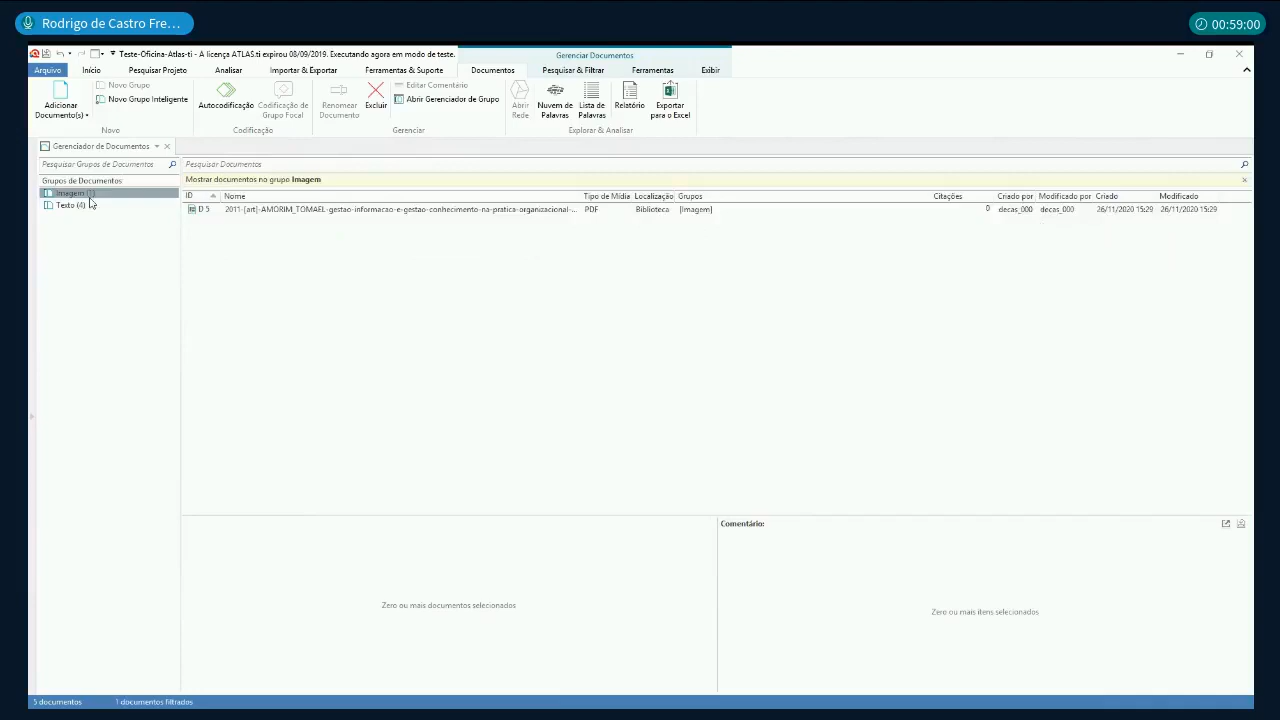 Rodrigo de Castro Fre...
00:59:00
Teste-Oficina-Atlas-ti - A licença ATLAS.ti expirou 08/09/2019. Executando agora em modo de teste.
Gerenciar Documentos
Arquivo Início Pesquisar Projeto Analisar Importar & Exportar Ferramentas & Suporte Documentos Pesquisar & Filtrar Ferramentas Exibir
Adicionar Documento(s)
Novo Grupo
Novo Grupo Inteligente
Novo
Autocodificação
Codificação de Grupo Focal
Codificação
Renomear Documento
Excluir
Editar Comentário
Abrir Gerenciador de Grupo
Gerenciar
Abrir Rede
Nuvem de Palavras
Lista de Palavras
Relatório
Exportar para o Excel
Explorar & Analisar
Gerenciador de Documentos
Pesquisar Grupos de Documentos
Pesquisar Documentos
Grupos de Documentos
Imagem (1)
Texto (4)
Mostrar documentos no grupo Imagem
ID Nome Tipo de Mídia Localização Grupos Citações Criado por Modificado por Criado Modificado
D 5 2011-[art]-AMORIM_TOMAEL-gestao-informacao-e-gestao-conhecimento-na-pratica-organizacional-... PDF Biblioteca [Imagem] 0 decas_000 decas_000 26/11/2020 15:29 26/11/2020 15:29
Comentário:
Zero ou mais documentos selecionados
Zero ou mais itens selecionados
5 documentos 1 documentos filtrados